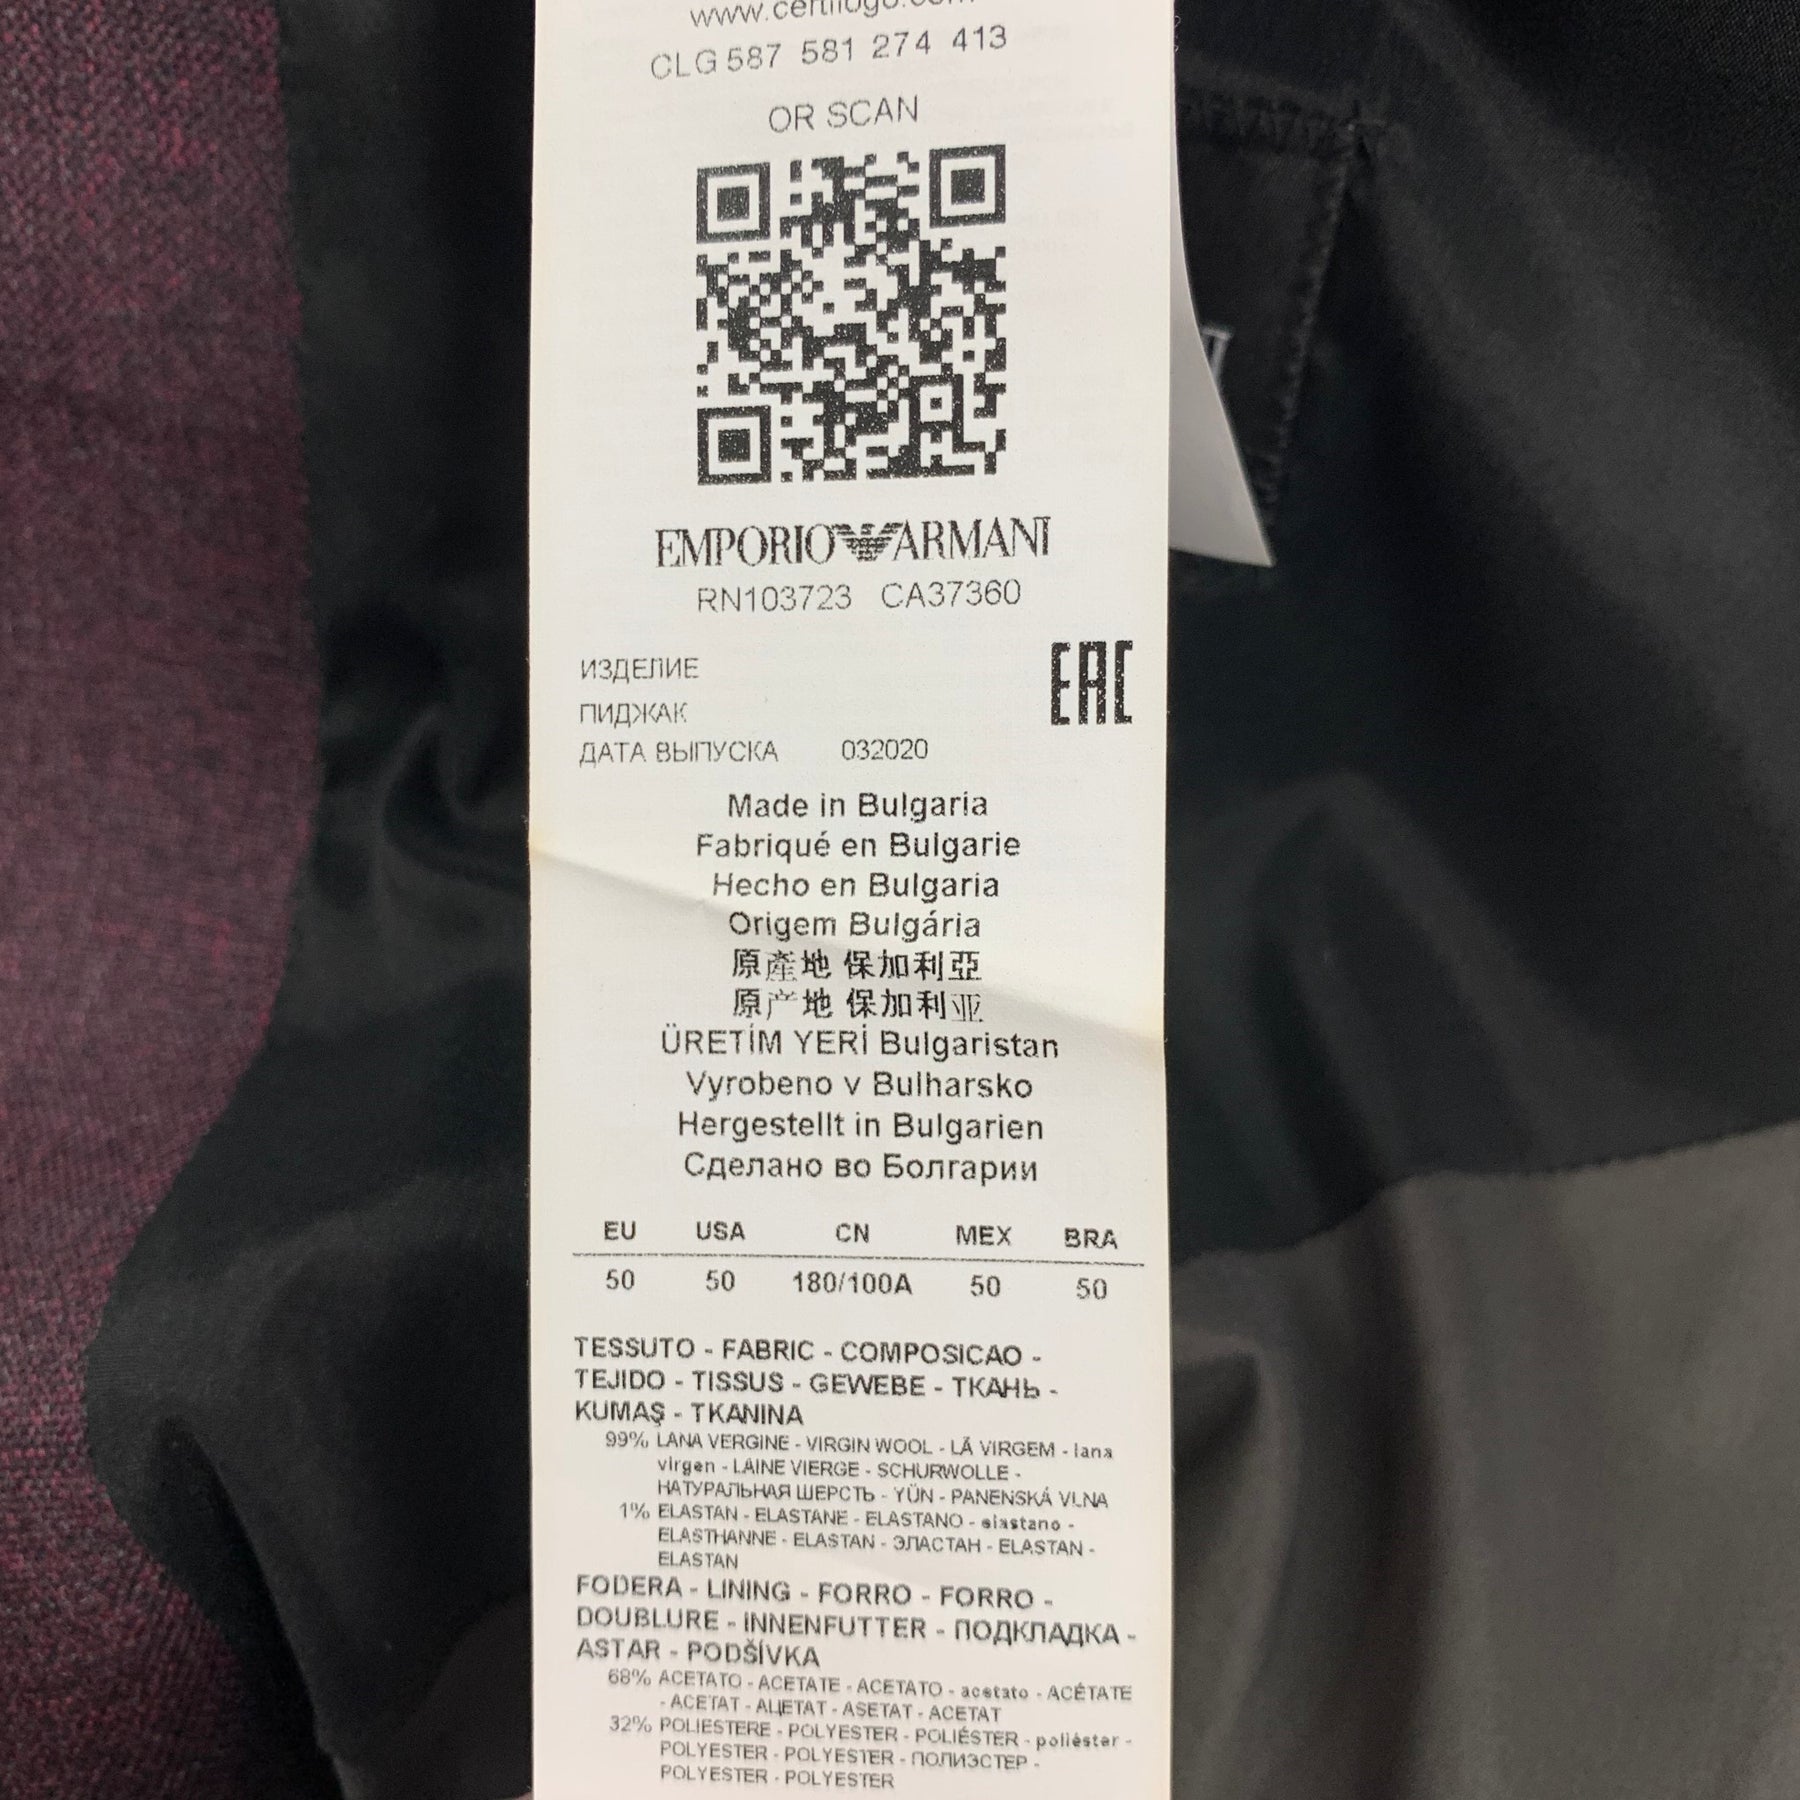 www.certilogo.com
CLG 587 581 274 413
OR SCAN
EMPORIO ARMANI
RN103723 CA37360
ИЗДЕЛИЕ
ПИДЖАК
EAC
ДАТА ВЫПУСКА 032020
Made in Bulgaria
Fabriqué en Bulgarie
Hecho en Bulgaria
Origem Bulgária
原產地 保加利亞
原产地 保加利亚
ÜRETİM YERİ Bulgaristan
Vyrobeno v Bulharsko
Hergestellt in Bulgarien
Сделано во Болгарии
EU USA CN MEX BRA
50 50 180/100A 50 50
TESSUTO - FABRIC - COMPOSICAO -
TEJIDO - TISSUS - GEWEBE - ТКАНЬ -
KUMAŞ - TKANINA
99% LANA VERGINE - VIRGIN WOOL - LÃ VIRGEM - lana
virgen - LAINE VIERGE - SCHURWOLLE -
НАТУРАЛЬНАЯ ШЕРСТЬ - YÜN - PANENSKÁ VLNA
1% ELASTAN - ELASTANE - ELASTANO - elastano -
ELASTHANNE - ELASTAN - ЭЛАСТАН - ELASTAN -
ELASTAN
FODERA - LINING - FORRO - FORRO -
DOUBLURE - INNENFUTTER - ПОДКЛАДКА -
ASTAR - PODŠÍVKA
68% ACETATO - ACETATE - ACETATO - acetato - ACÉTATE
- ACETAT - АЦЕТАТ - ASETAT - ACETAT
32% POLIESTERE - POLYESTER - POLIÉSTER - poliéster -
POLYESTER - POLYESTER - ПОЛИЭСТЕР -
POLYESTER - POLYESTER